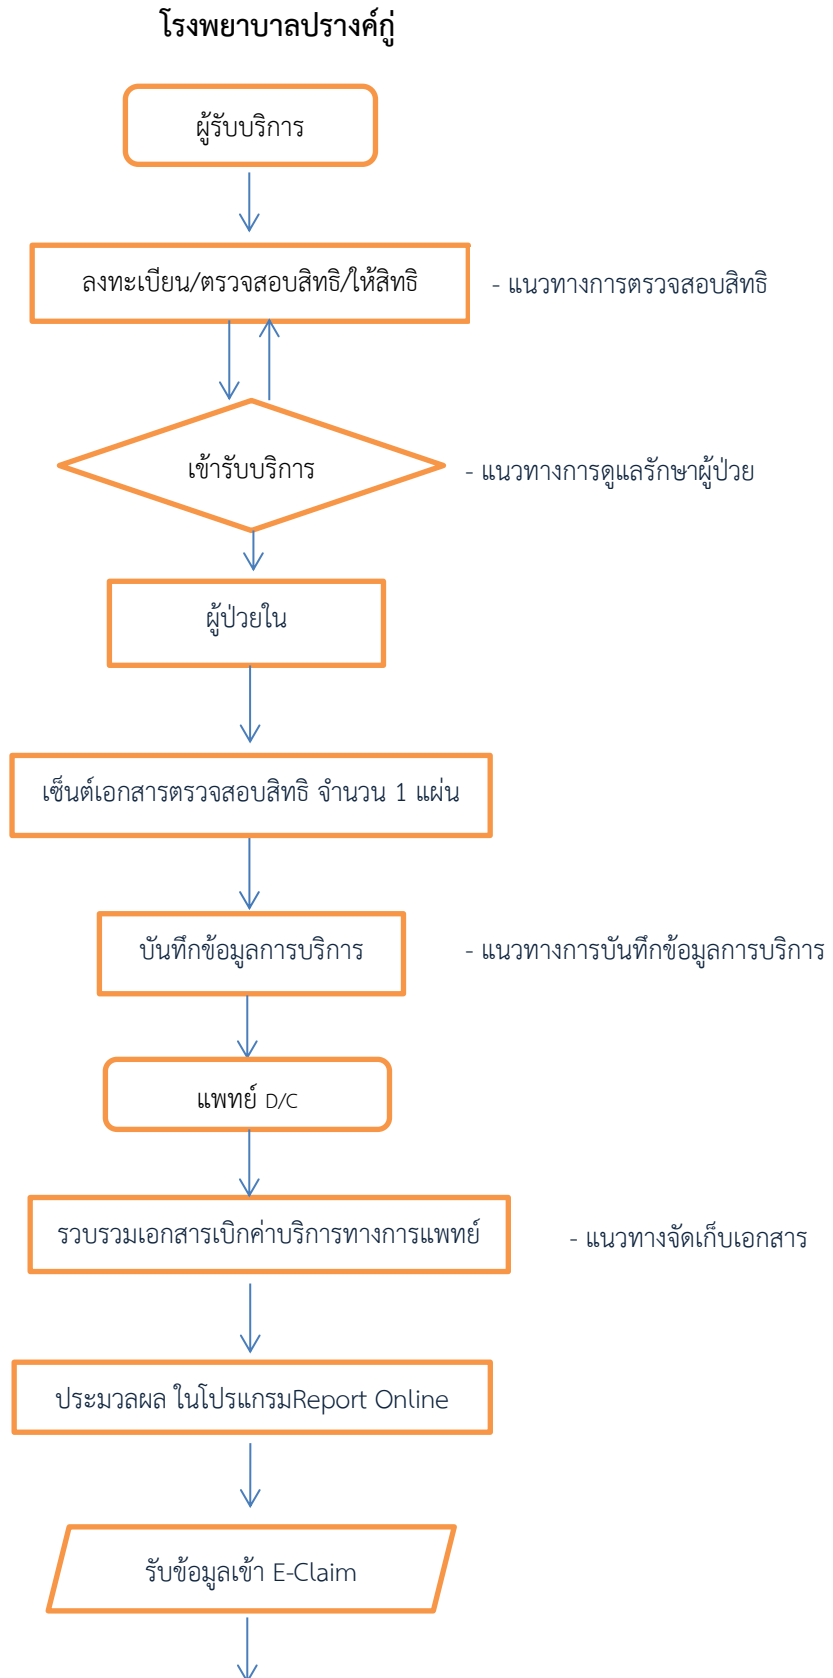 โรงพยาบาลปรางค์กู่
ผู้รับบริการ
ลงทะเบียน/ตรวจสอบสิทธิ/ให้สิทธิ
- แนวทางการตรวจสอบสิทธิ
เข้ารับบริการ
- แนวทางการดูแลรักษาผู้ป่วย
ผู้ป่วยใน
เซ็นต์เอกสารตรวจสอบสิทธิ จำนวน 1 แผ่น
บันทึกข้อมูลการบริการ
- แนวทางการบันทึกข้อมูลการบริการ
แพทย์ D/C
รวบรวมเอกสารเบิกค่าบริการทางการแพทย์
- แนวทางจัดเก็บเอกสาร
ประมวลผล ในโปรแกรมReport Online
รับข้อมูลเข้า E-Claim